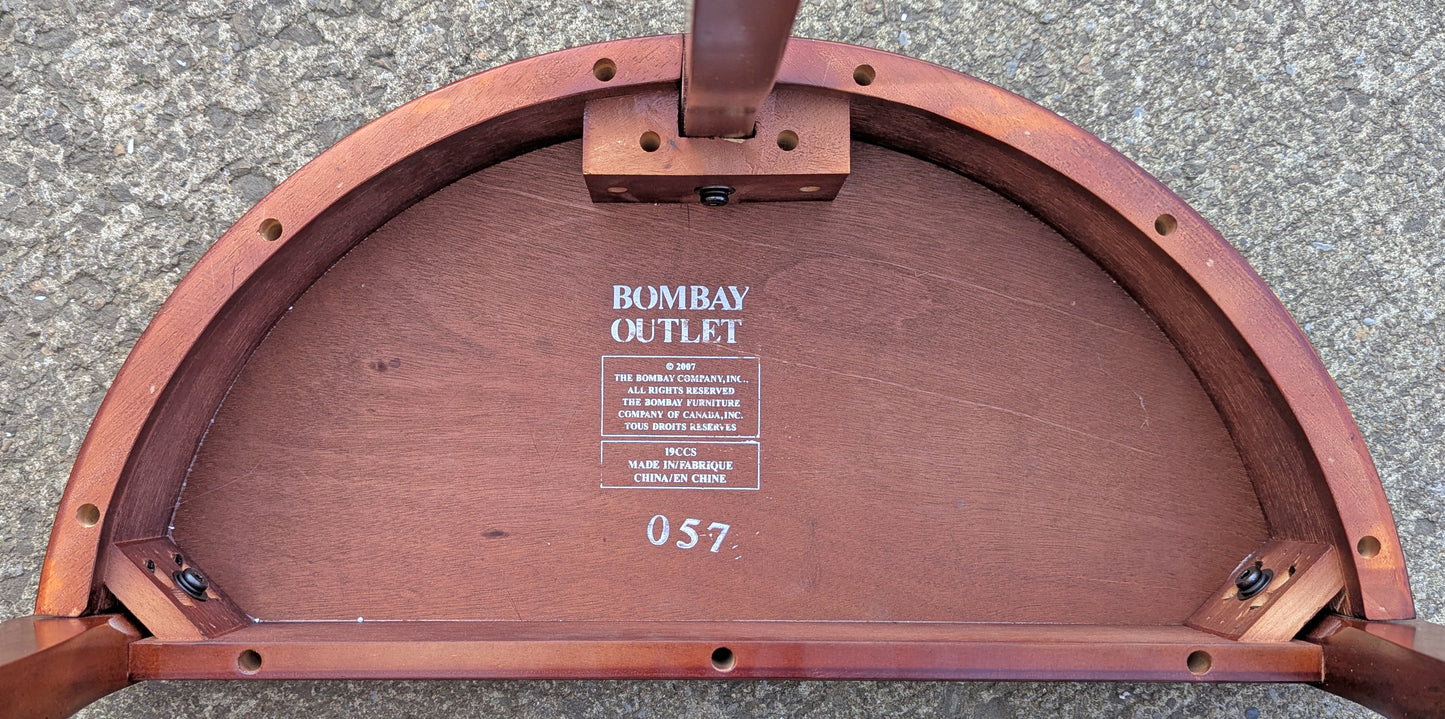 BOMBAY
OUTLET
© 2007
THE BOMBAY COMPANY, INC..
ALL RIGHTS RESERVED
THE BOMBAY FURNITURE
COMPANY OF CANADA, INC.
TOUS DROITS RESERVES
19CCS
MADE IN/FABRIQUE
CHINA/EN CHINE
057